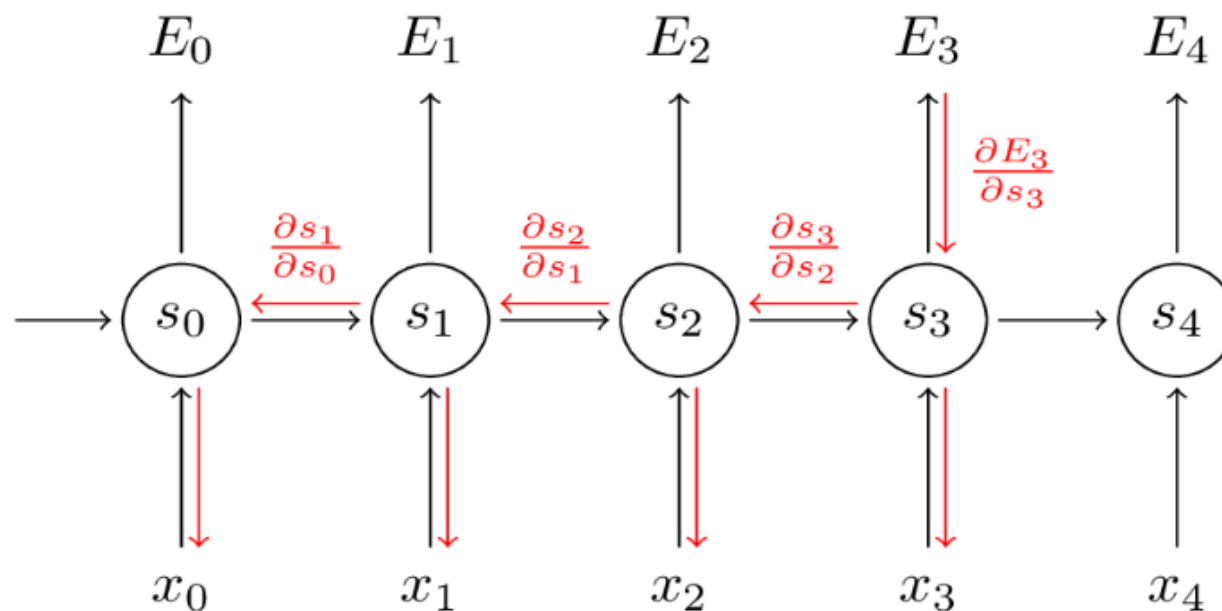 E₀ E₁ E₂ E₃ E₄
∂E₃/∂s₃
∂s₁/∂s₀ ∂s₂/∂s₁ ∂s₃/∂s₂
s₀ s₁ s₂ s₃ s₄
x₀ x₁ x₂ x₃ x₄